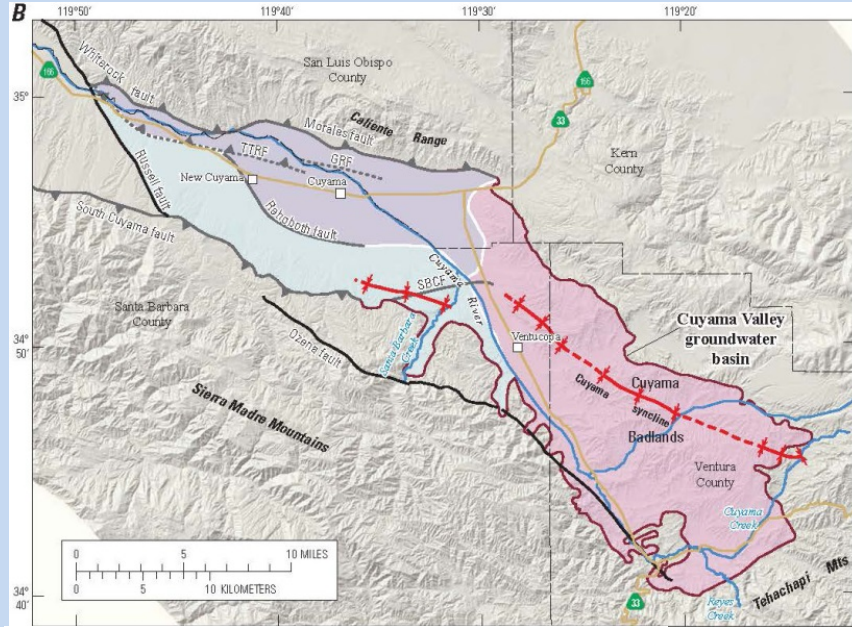 B
119°50'
119°40'
119°30'
119°20'
166
Whiterock fault
San Luis Obispo
County
166
33
35°
Morales fault
Caliente Range
Kern
County
TTRF
GRF
New Cuyama
Cuyama
Russell fault
Rehoboth fault
South Cuyama fault
Cuyama River
SBCF
Santa Barbara
County
Santa Barbara
Creek
Ozena fault
34°
50'
Ventucopa
Cuyama Valley
groundwater
basin
Cuyama syncline
Cuyama
Badlands
Sierra Madre Mountains
Ventura
County
Cuyama
Creek
0 5 10 MILES
0 5 10 KILOMETERS
34°
40'
33
Reyes
Creek
Tehachapi Mts